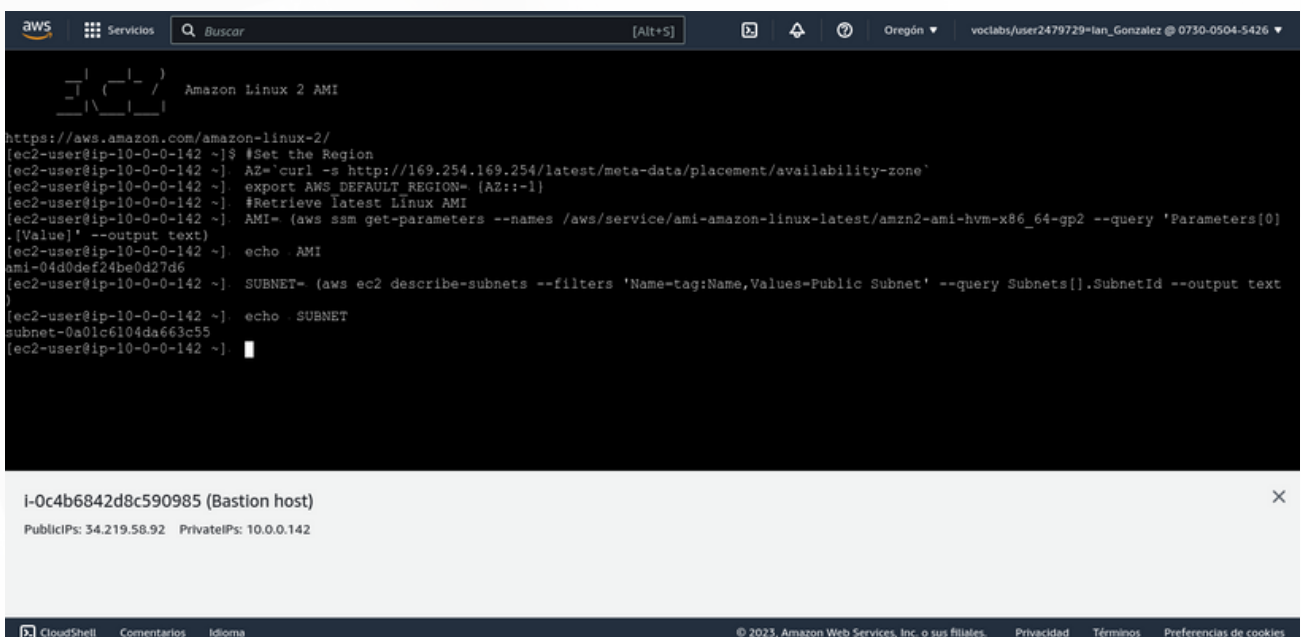 aws Servicios Buscar [Alt+S] Oregón voclabs/user2479729=Ian_Gonzalez @ 0730-0504-5426
Amazon Linux 2 AMI
https://aws.amazon.com/amazon-linux-2/
[ec2-user@ip-10-0-0-142 ~]$ #Set the Region
[ec2-user@ip-10-0-0-142 ~] AZ=`curl -s http://169.254.169.254/latest/meta-data/placement/availability-zone`
[ec2-user@ip-10-0-0-142 ~] export AWS_DEFAULT_REGION= {AZ::-1}
[ec2-user@ip-10-0-0-142 ~] #Retrieve latest Linux AMI
[ec2-user@ip-10-0-0-142 ~] AMI= (aws ssm get-parameters --names /aws/service/ami-amazon-linux-latest/amzn2-ami-hvm-x86_64-gp2 --query 'Parameters[0]
.[Value]' --output text)
[ec2-user@ip-10-0-0-142 ~] echo AMI
ami-04d0def24be0d27d6
[ec2-user@ip-10-0-0-142 ~] SUBNET= (aws ec2 describe-subnets --filters 'Name=tag:Name,Values=Public Subnet' --query Subnets[].SubnetId --output text
)
[ec2-user@ip-10-0-0-142 ~] echo SUBNET
subnet-0a01c6104da663c55
[ec2-user@ip-10-0-0-142 ~]
i-0c4b6842d8c590985 (Bastion host)
PublicIPs: 34.219.58.92 PrivateIPs: 10.0.0.142
CloudShell Comentarios Idioma © 2023, Amazon Web Services, Inc. o sus filiales. Privacidad Términos Preferencias de cookies